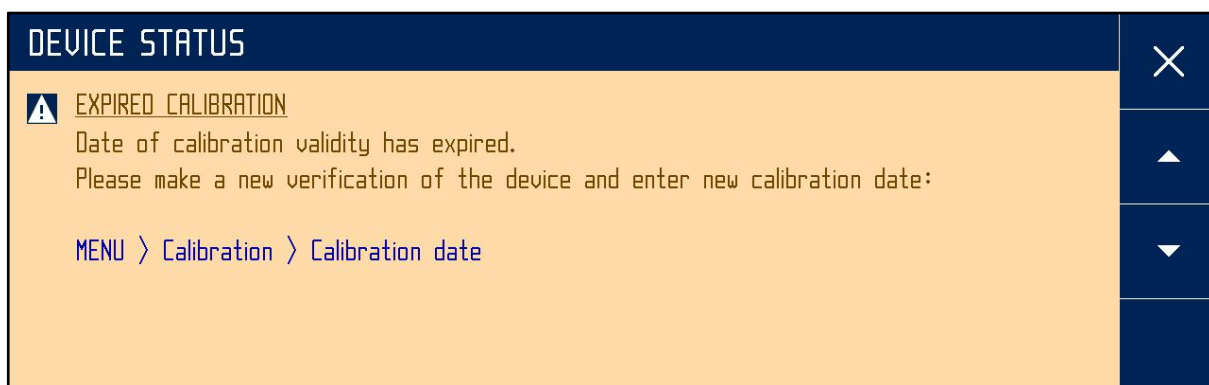 DEVICE STATUS
EXPIRED CALIBRATION
Date of calibration validity has expired.
Please make a new verification of the device and enter new calibration date:
MENU > Calibration > Calibration date